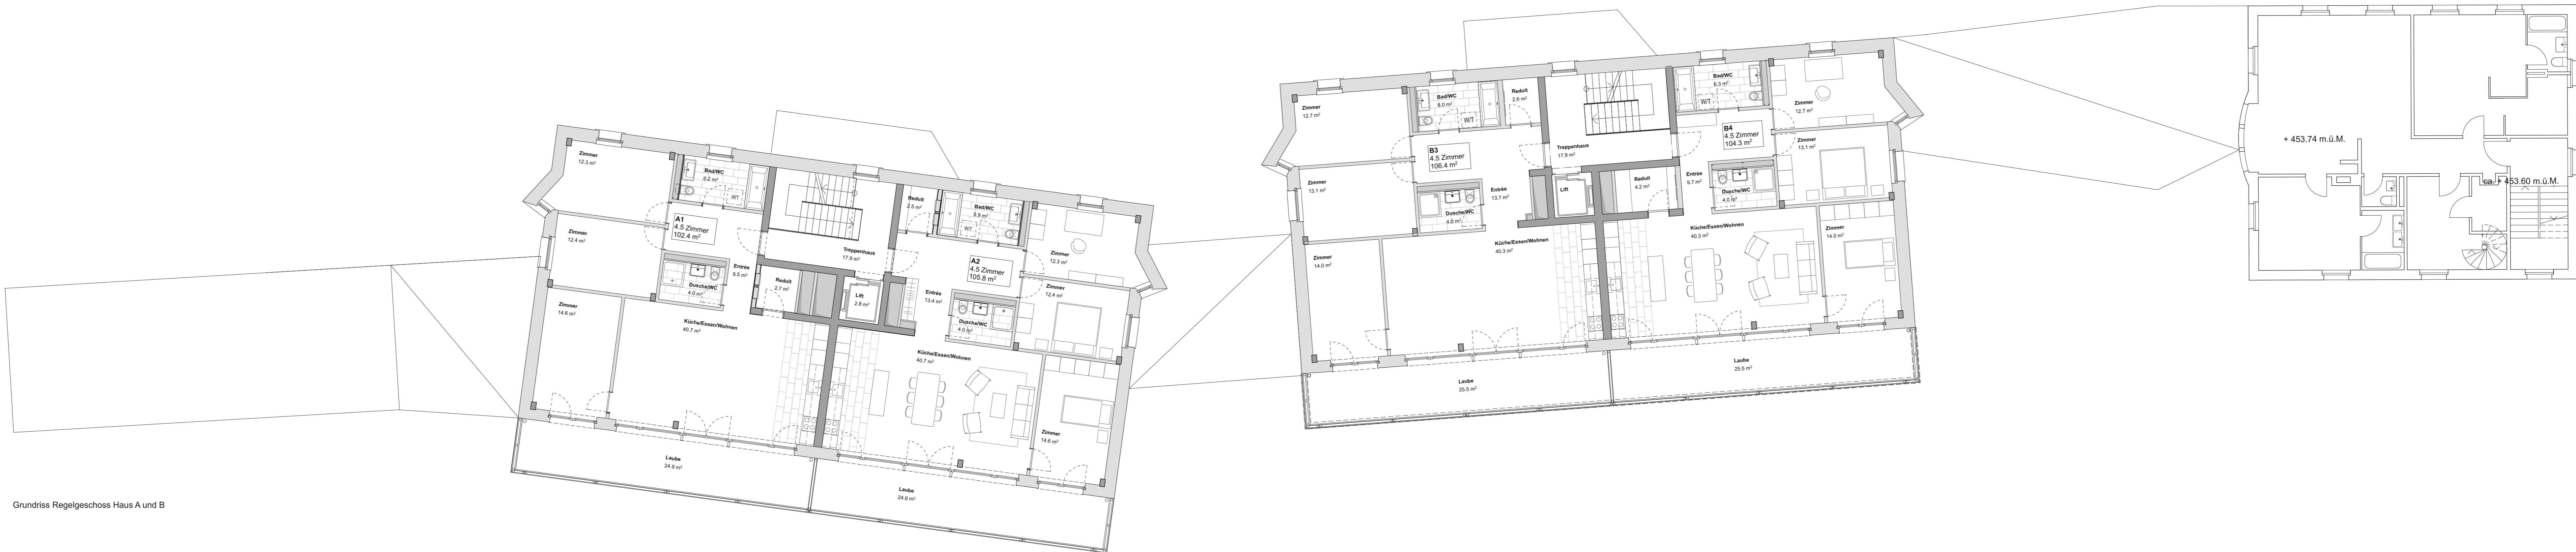 Zimmer
12.3 m²
Bad/WC
6.2 m²
W/T
A1
4.5 Zimmer
102.4 m²
Zimmer
12.4 m²
Entrée
9.5 m²
Dusche/WC
4.0 m²
Reduit
2.7 m²
Zimmer
14.6 m²
Küche/Essen/Wohnen
40.7 m²
Laube
24.9 m²
Treppenhaus
17.9 m²
Lift
2.8 m²
Reduit
2.5 m²
Bad/WC
5.9 m²
W/T
A2
4.5 Zimmer
105.8 m²
Zimmer
12.3 m²
Zimmer
12.4 m²
Entrée
13.4 m²
Dusche/WC
4.0 m²
Küche/Essen/Wohnen
40.7 m²
Zimmer
14.6 m²
Laube
24.9 m²
Zimmer
12.7 m²
Bad/WC
6.0 m²
W/T
Reduit
2.6 m²
B3
4.5 Zimmer
106.4 m²
Zimmer
13.1 m²
Entrée
13.7 m²
Dusche/WC
4.0 m²
Zimmer
14.0 m²
Küche/Essen/Wohnen
40.3 m²
Laube
25.5 m²
Treppenhaus
17.9 m²
Lift
Bad/WC
6.3 m²
W/T
Zimmer
12.7 m²
B4
4.5 Zimmer
104.3 m²
Zimmer
13.1 m²
Reduit
4.2 m²
Entrée
9.7 m²
Dusche/WC
4.0 m²
Küche/Essen/Wohnen
40.3 m²
Zimmer
14.0 m²
Laube
25.5 m²
+ 453.74 m.ü.M.
ca. + 453.60 m.ü.M.
Grundriss Regelgeschoss Haus A und B